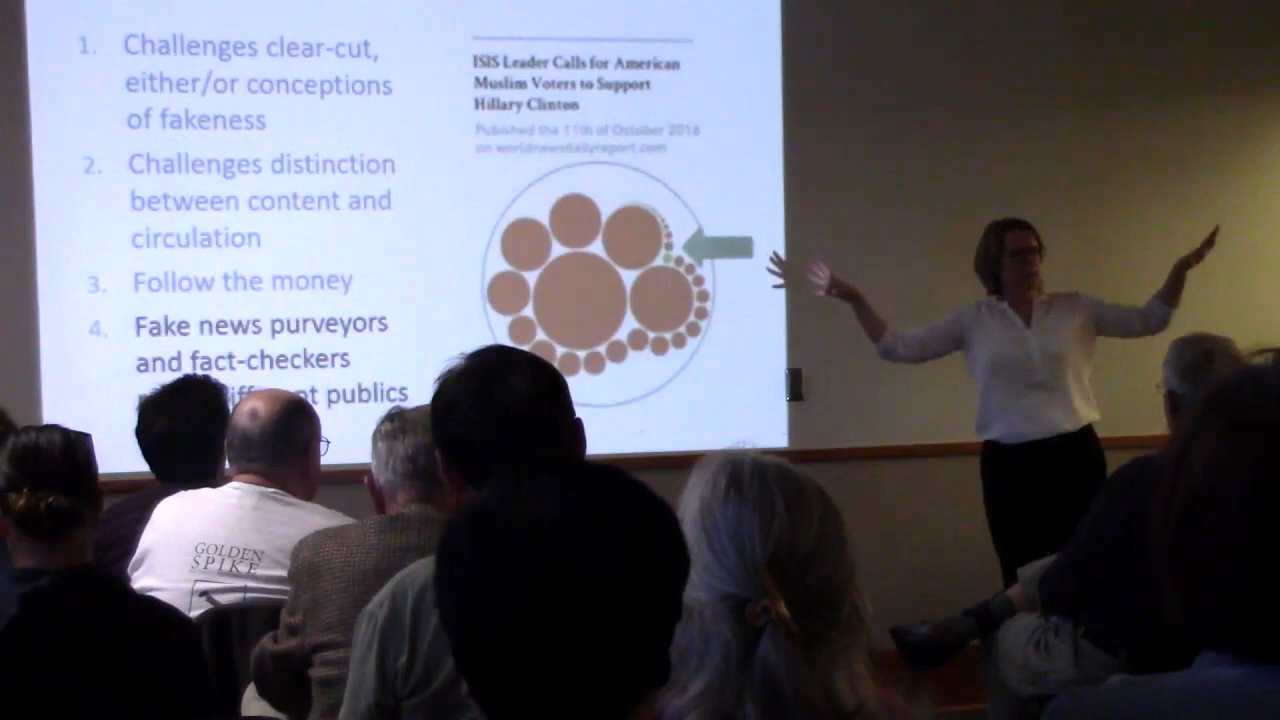 1. Challenges clear-cut,
either/or conceptions
of fakeness
2. Challenges distinction
between content and
circulation
3. Follow the money
4. Fake news purveyors
and fact-checkers
publics
ISIS Leader Calls for American
Muslim Voters to Support
Hillary Clinton
Published the 11th of October 2016
on worldnewsdailyreport.com
GOLDEN
SPIKE